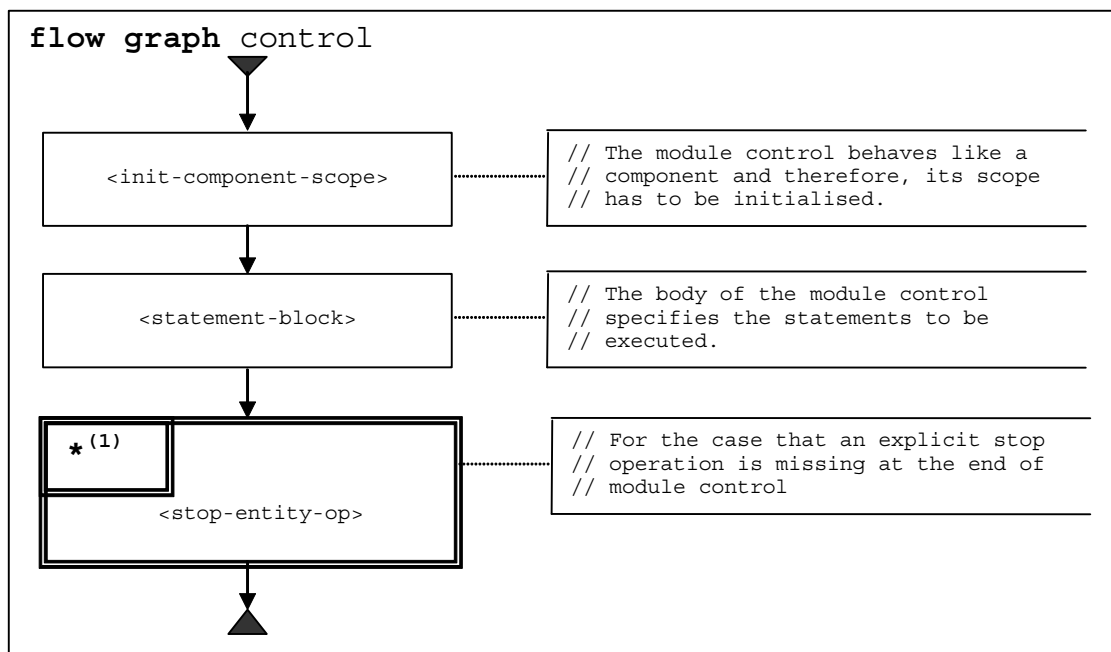 flow graph control
<init-component-scope>
// The module control behaves like a
// component and therefore, its scope
// has to be initialised.
<statement-block>
// The body of the module control
// specifies the statements to be
// executed.
*(1)
<stop-entity-op>
// For the case that an explicit stop
// operation is missing at the end of
// module control